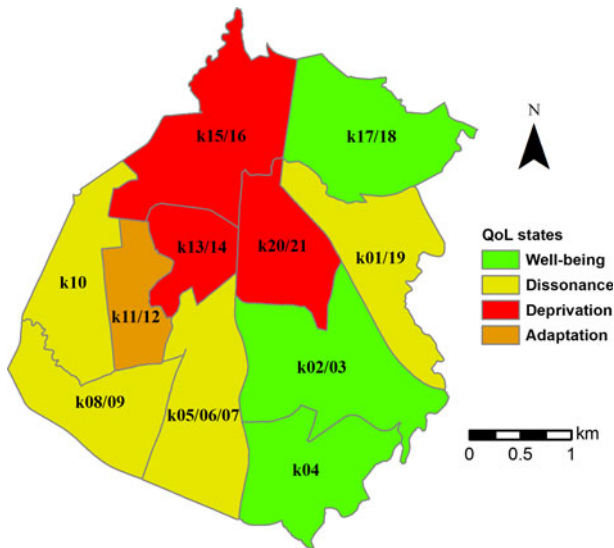 k15/16
k17/18
N
k13/14
k20/21
k01/19
k10
k11/12
k02/03
k08/09
k05/06/07
k04
QoL states
Well-being
Dissonance
Deprivation
Adaptation
km
0 0.5 1